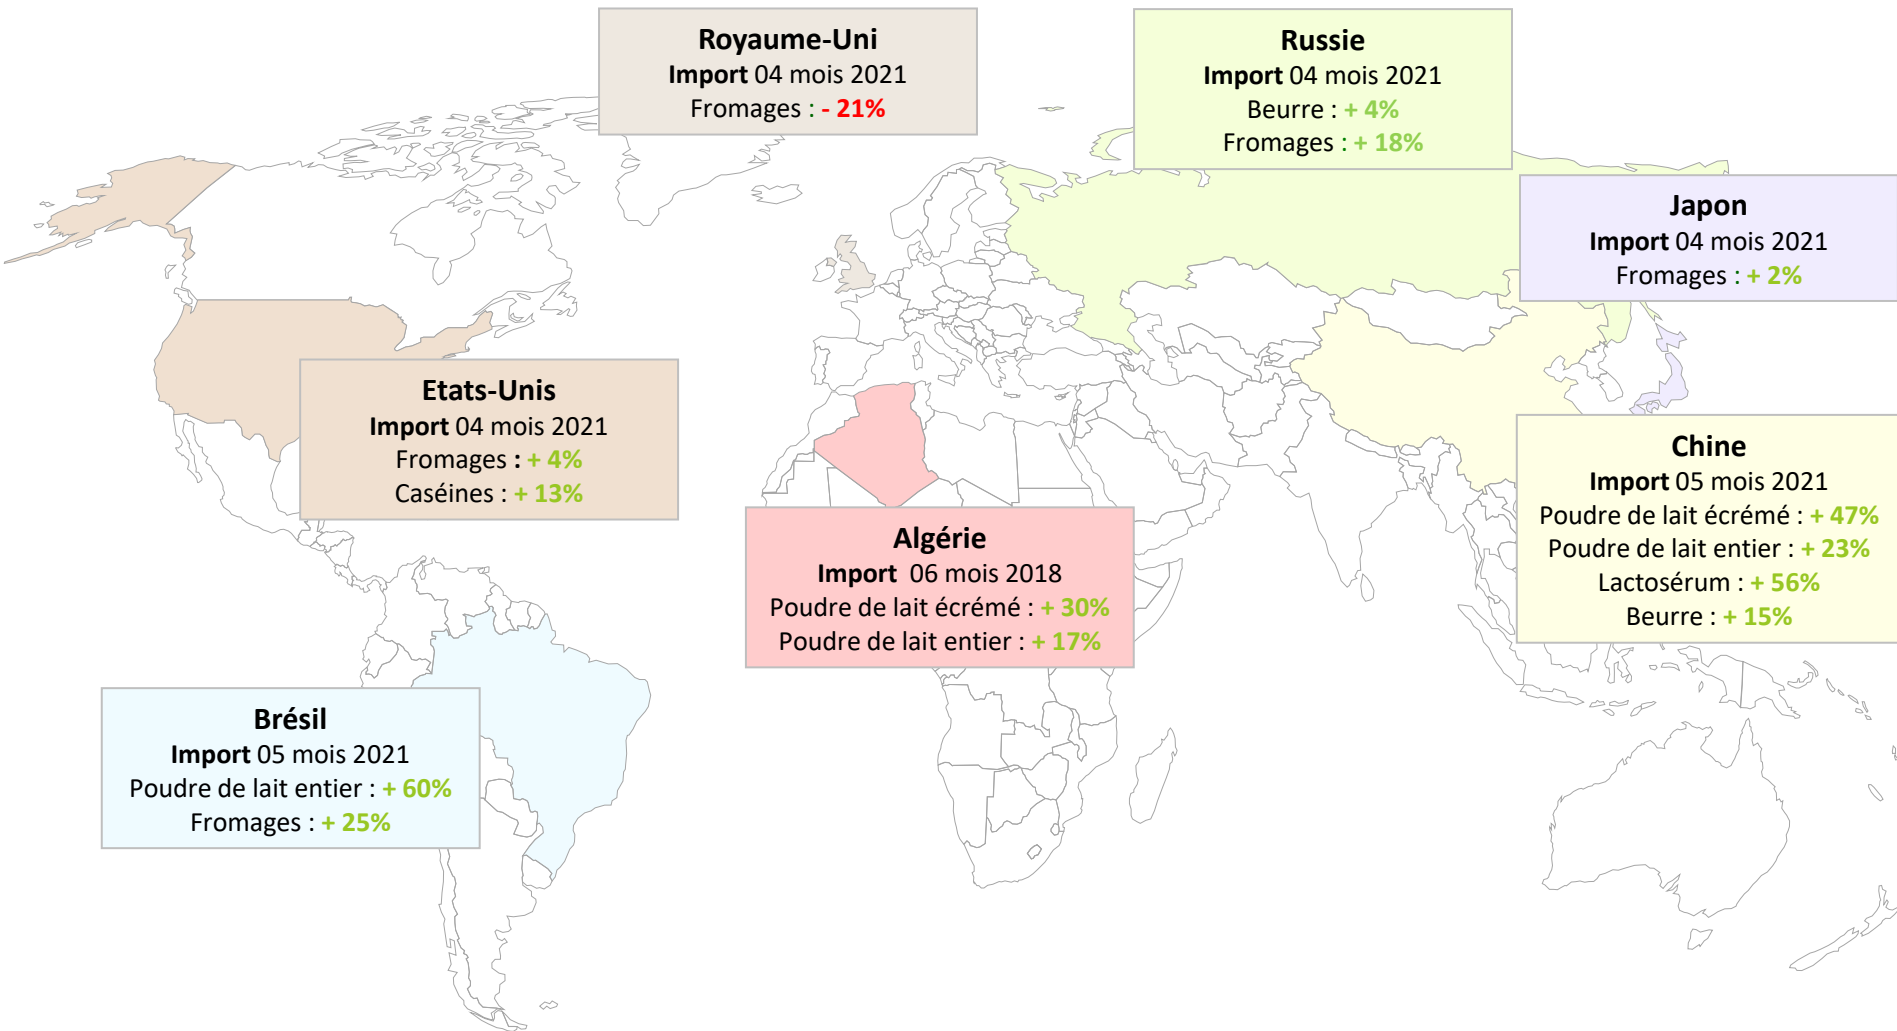 Royaume-Uni
Import 04 mois 2021
Fromages : - 21%
Russie
Import 04 mois 2021
Beurre : + 4%
Fromages : + 18%
Japon
Import 04 mois 2021
Fromages : + 2%
Etats-Unis
Import 04 mois 2021
Fromages : + 4%
Caséines : + 13%
Chine
Import 05 mois 2021
Poudre de lait écrémé : + 47%
Poudre de lait entier : + 23%
Lactosérum : + 56%
Beurre : + 15%
Algérie
Import 06 mois 2018
Poudre de lait écrémé : + 30%
Poudre de lait entier : + 17%
Brésil
Import 05 mois 2021
Poudre de lait entier : + 60%
Fromages : + 25%